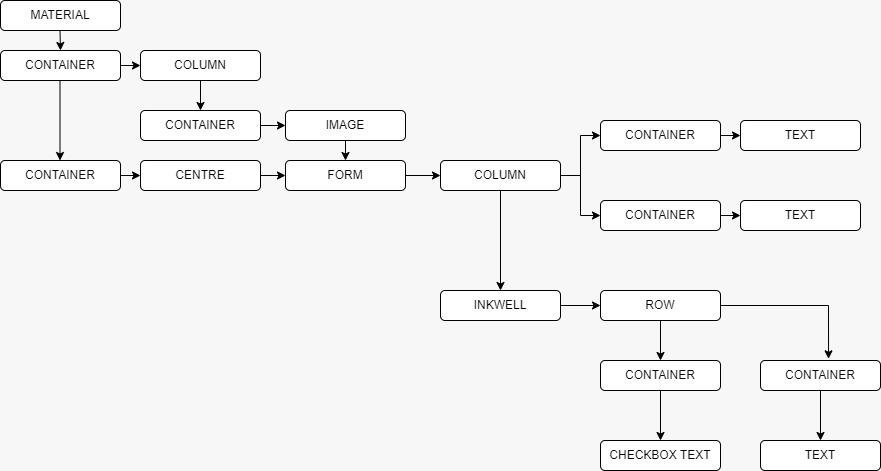 MATERIAL
CONTAINER
COLUMN
CONTAINER
IMAGE
CONTAINER
TEXT
CONTAINER
CENTRE
FORM
COLUMN
CONTAINER
TEXT
INKWELL
ROW
CONTAINER
CONTAINER
CHECKBOX TEXT
TEXT